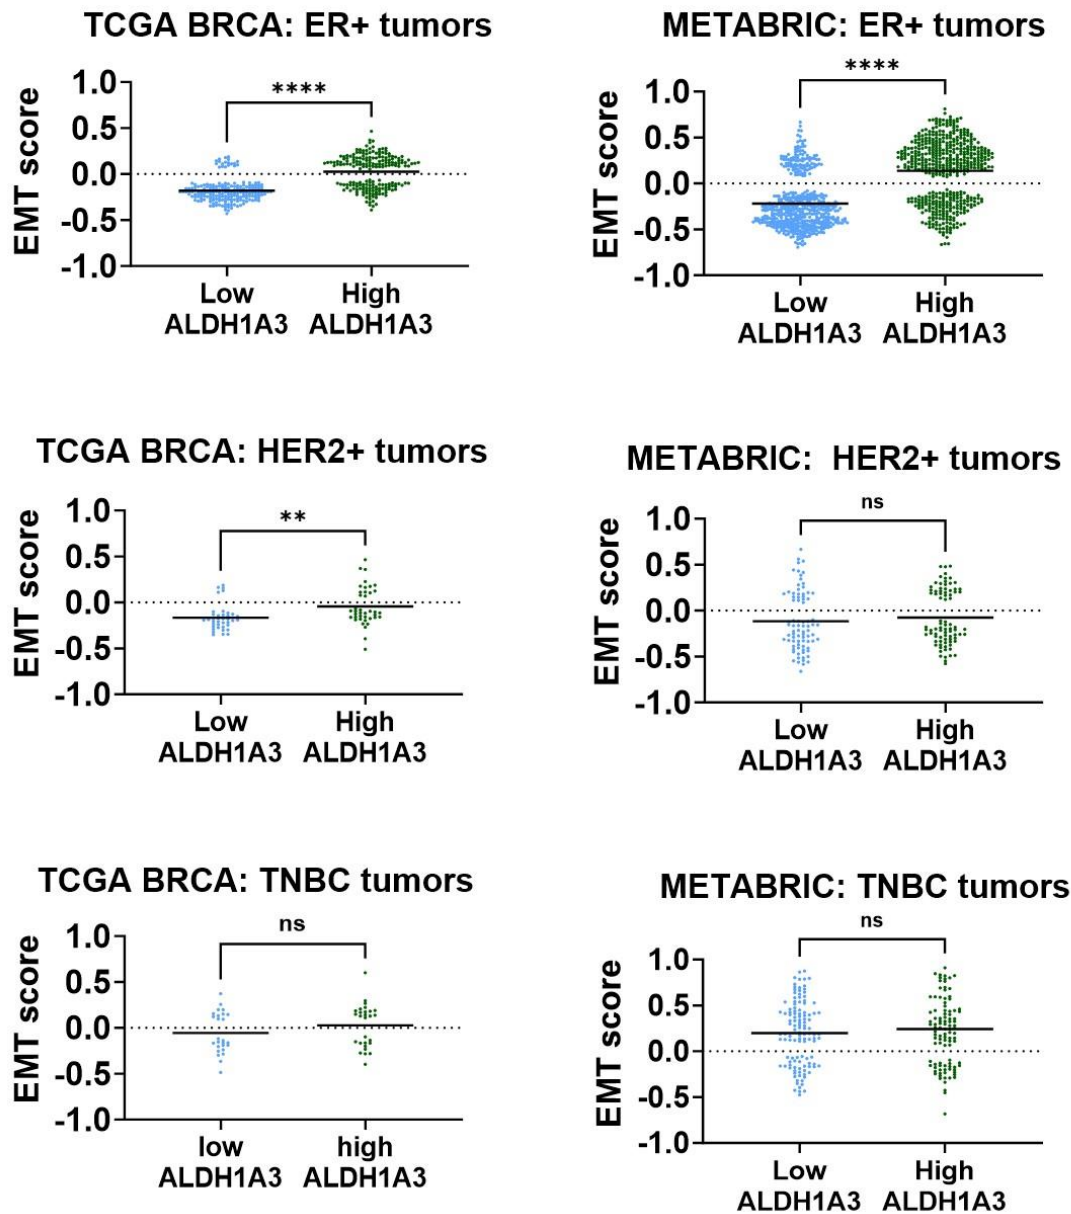 TCGA BRCA: ER+ tumors
****
EMT score
1.0
0.5
0.0
-0.5
-1.0
Low
ALDH1A3
High
ALDH1A3
METABRIC: ER+ tumors
****
EMT score
1.0
0.5
0.0
-0.5
-1.0
Low
ALDH1A3
High
ALDH1A3
TCGA BRCA: HER2+ tumors
**
EMT score
1.0
0.5
0.0
-0.5
-1.0
Low
ALDH1A3
High
ALDH1A3
METABRIC: HER2+ tumors
ns
EMT score
1.0
0.5
0.0
-0.5
-1.0
Low
ALDH1A3
High
ALDH1A3
TCGA BRCA: TNBC tumors
ns
EMT score
1.0
0.5
0.0
-0.5
-1.0
low
ALDH1A3
high
ALDH1A3
METABRIC: TNBC tumors
ns
EMT score
1.0
0.5
0.0
-0.5
-1.0
Low
ALDH1A3
High
ALDH1A3